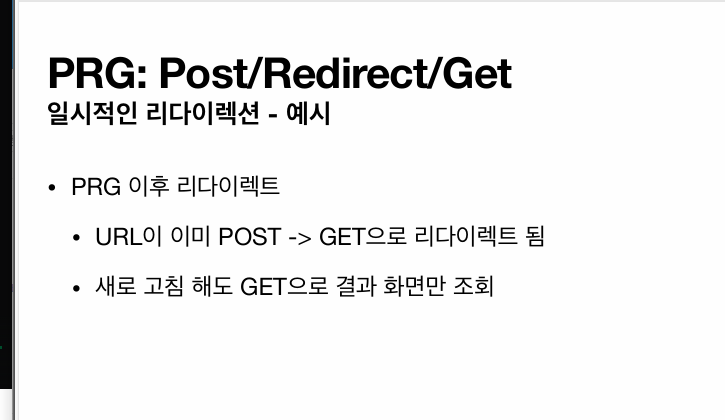 PRG: Post/Redirect/Get
일시적인 리다이렉션 - 예시
• PRG 이후 리다이렉트
• URL이 이미 POST -> GET으로 리다이렉트 됨
• 새로 고침 해도 GET으로 결과 화면만 조회